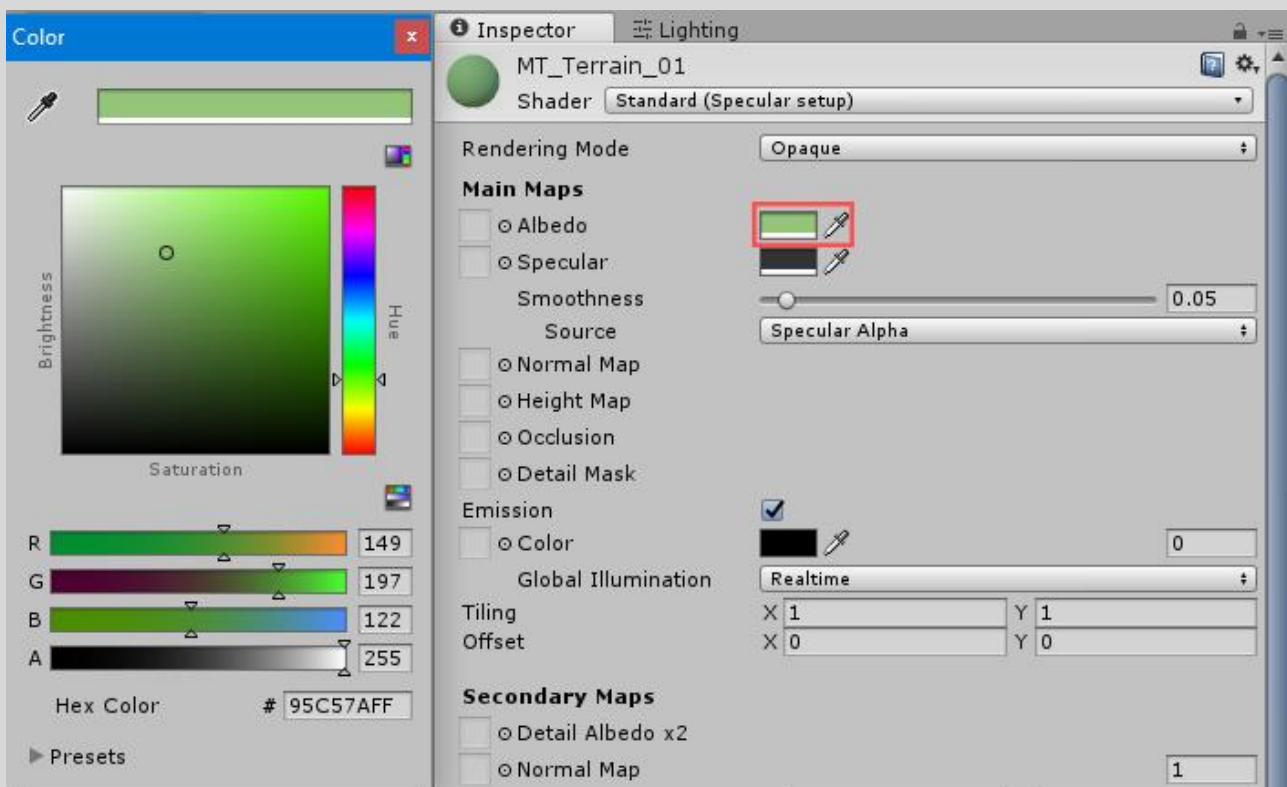 Color
x
Brightness
Hue
Saturation
R 149
G 197
B 122
A 255
Hex Color # 95C57AFF
Presets
Inspector Lighting
MT_Terrain_01
Shader Standard (Specular setup)
Rendering Mode Opaque
Main Maps
Albedo
Specular
Smoothness 0.05
Source Specular Alpha
Normal Map
Height Map
Occlusion
Detail Mask
Emission
Color 0
Global Illumination Realtime
Tiling X 1 Y 1
Offset X 0 Y 0
Secondary Maps
Detail Albedo x2
Normal Map 1